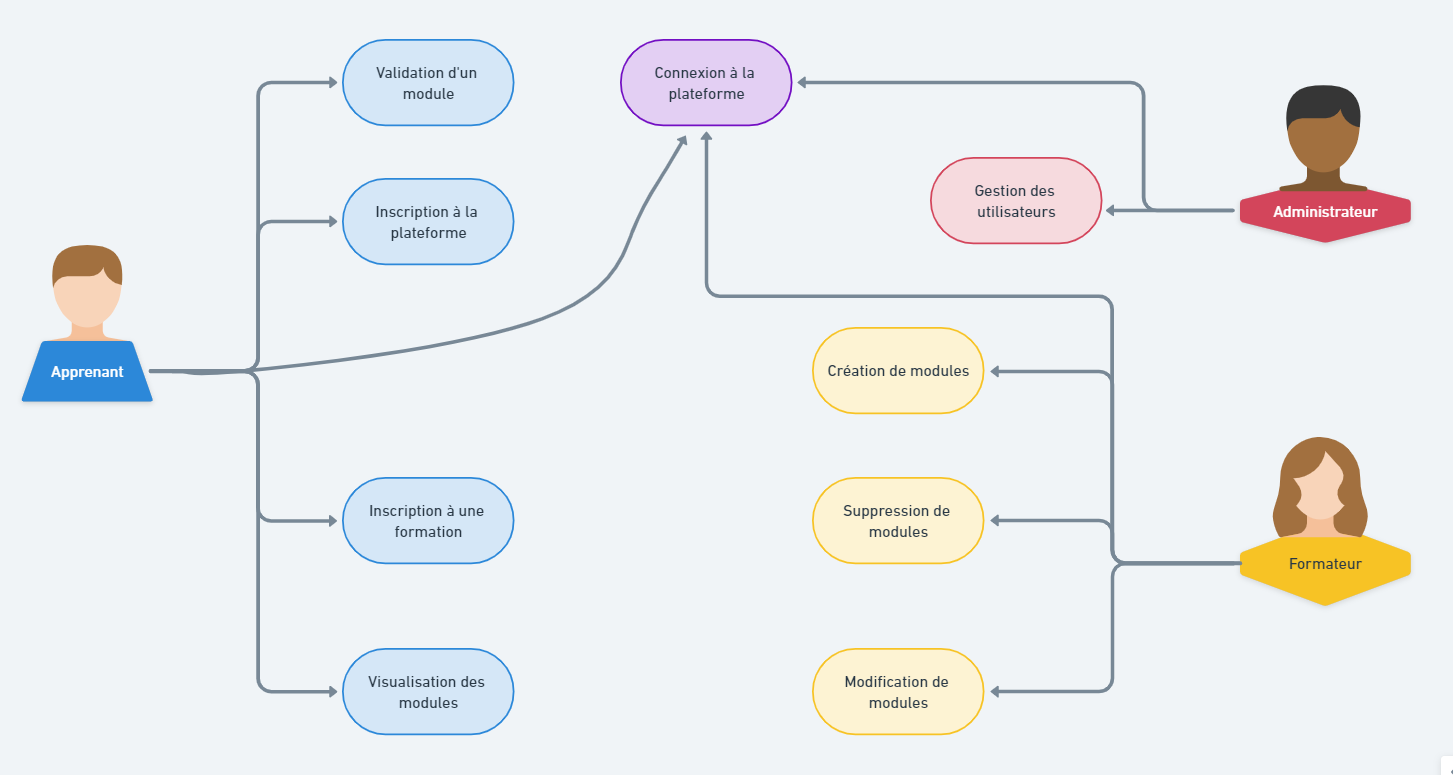 Validation d'un
module
Connexion à la
plateforme
Inscription à la
plateforme
Gestion des
utilisateurs
Administrateur
Apprenant
Création de modules
Inscription à une
formation
Suppression de
modules
Formateur
Visualisation des
modules
Modification de
modules